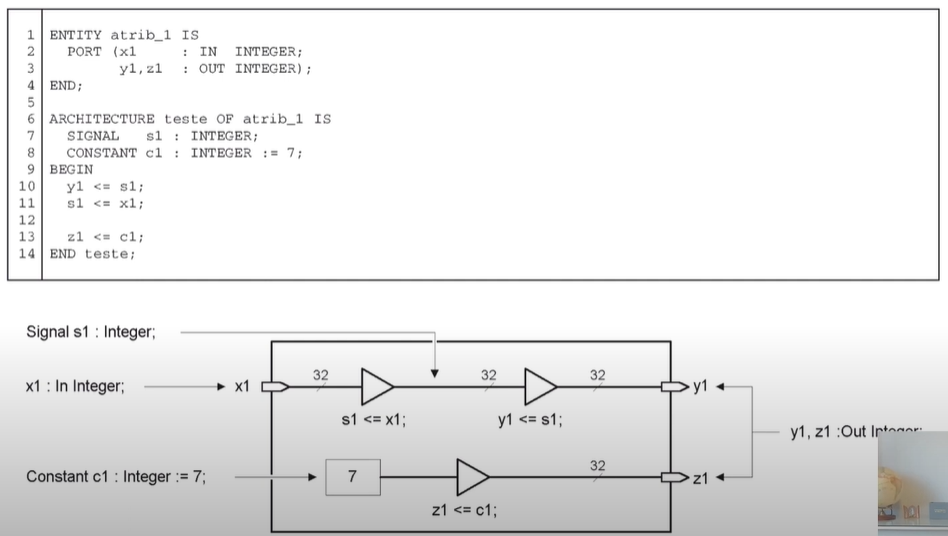 1 ENTITY atrib_1 IS
2 PORT (x1 : IN INTEGER;
3 y1,z1 : OUT INTEGER);
4 END;
5
6 ARCHITECTURE teste OF atrib_1 IS
7 SIGNAL s1 : INTEGER;
8 CONSTANT c1 : INTEGER := 7;
9 BEGIN
10 y1 <= s1;
11 s1 <= x1;
12
13 z1 <= c1;
14 END teste;
Signal s1 : Integer;
x1 : In Integer;
x1
32
32
32
y1
s1 <= x1;
y1 <= s1;
y1, z1 :Out Integer;
Constant c1 : Integer := 7;
7
32
z1
z1 <= c1;